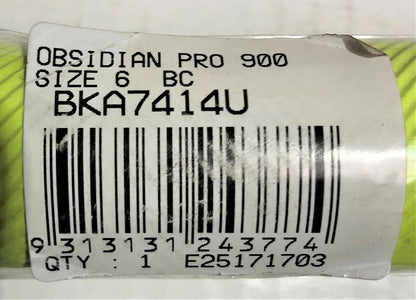 OBSIDIAN PRO 900
SIZE 6 BC
BKA7414U
9 313131 243774
QTY : 1 E25171703